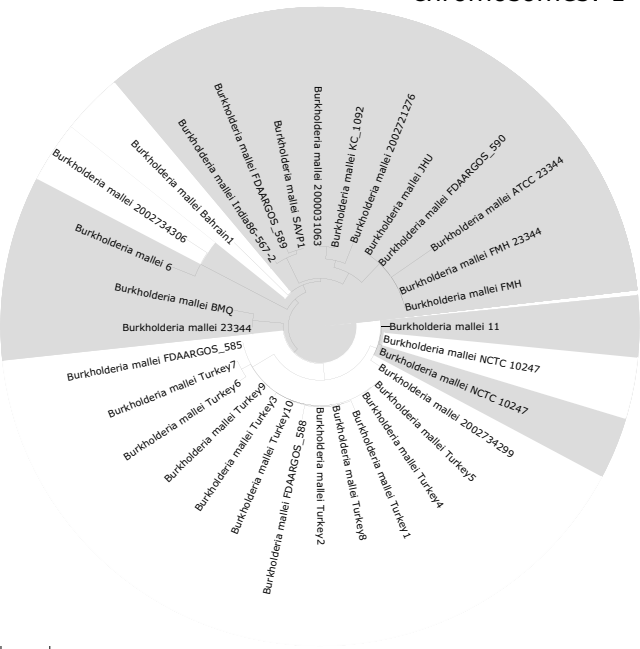 Burkholderia mallei FDAARGOS_589
Burkholderia mallei India86-567-2
Burkholderia mallei SAVP1
Burkholderia mallei 2000031063
Burkholderia mallei KC_1092
Burkholderia mallei 2002721276
Burkholderia mallei JHU
Burkholderia mallei FDAARGOS_590
Burkholderia mallei ATCC 23344
Burkholderia mallei FMH 23344
Burkholderia mallei FMH
Burkholderia mallei 11
Burkholderia mallei NCTC 10247
Burkholderia mallei NCTC 10247
Burkholderia mallei 2002734299
Burkholderia mallei Turkey5
Burkholderia mallei Turkey4
Burkholderia mallei Turkey1
Burkholderia mallei Turkey8
Burkholderia mallei Turkey2
Burkholderia mallei FDAARGOS_588
Burkholderia mallei Turkey10
Burkholderia mallei Turkey3
Burkholderia mallei Turkey9
Burkholderia mallei Turkey6
Burkholderia mallei Turkey7
Burkholderia mallei FDAARGOS_585
Burkholderia mallei 23344
Burkholderia mallei BMQ
Burkholderia mallei 6
Burkholderia mallei 2002734306
Burkholderia mallei Bahrain1